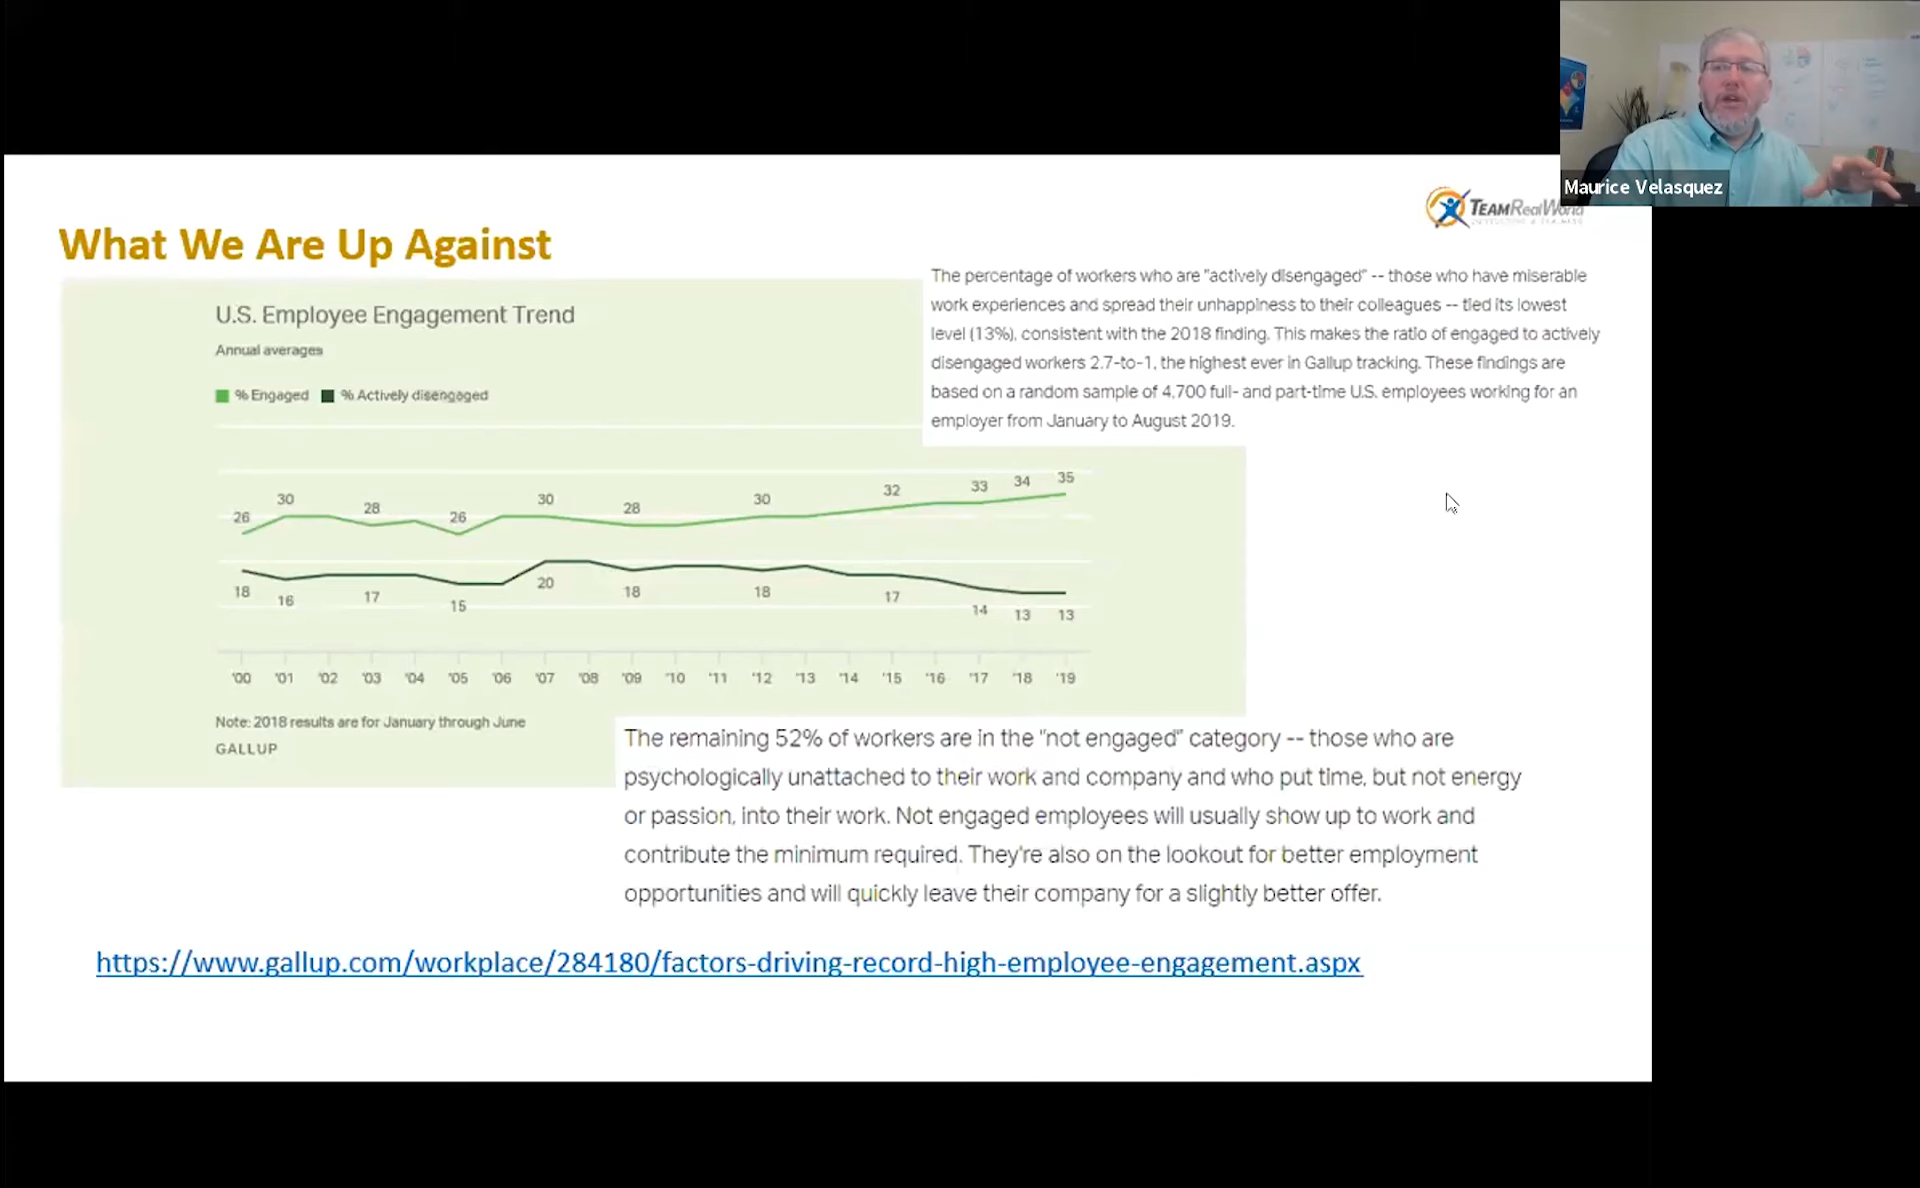 Maurice Velasquez
TEAMRealWorld
What We Are Up Against
The percentage of workers who are "actively disengaged" -- those who have miserable
work experiences and spread their unhappiness to their colleagues -- tied its lowest
level (13%), consistent with the 2018 finding. This makes the ratio of engaged to actively
disengaged workers 2.7-to-1, the highest ever in Gallup tracking. These findings are
based on a random sample of 4,700 full- and part-time U.S. employees working for an
employer from January to August 2019.
U.S. Employee Engagement Trend
Annual averages
% Engaged % Actively disengaged
26 30 28 26 30 28 30 32 33 34 35
18 16 17 15 20 18 18 17 14 13 13
'00 '01 '02 '03 '04 '05 '06 '07 '08 '09 '10 '11 '12 '13 '14 '15 '16 '17 '18 '19
Note: 2018 results are for January through June
GALLUP
The remaining 52% of workers are in the "not engaged" category -- those who are
psychologically unattached to their work and company and who put time, but not energy
or passion, into their work. Not engaged employees will usually show up to work and
contribute the minimum required. They're also on the lookout for better employment
opportunities and will quickly leave their company for a slightly better offer.
https://www.gallup.com/workplace/284180/factors-driving-record-high-employee-engagement.aspx